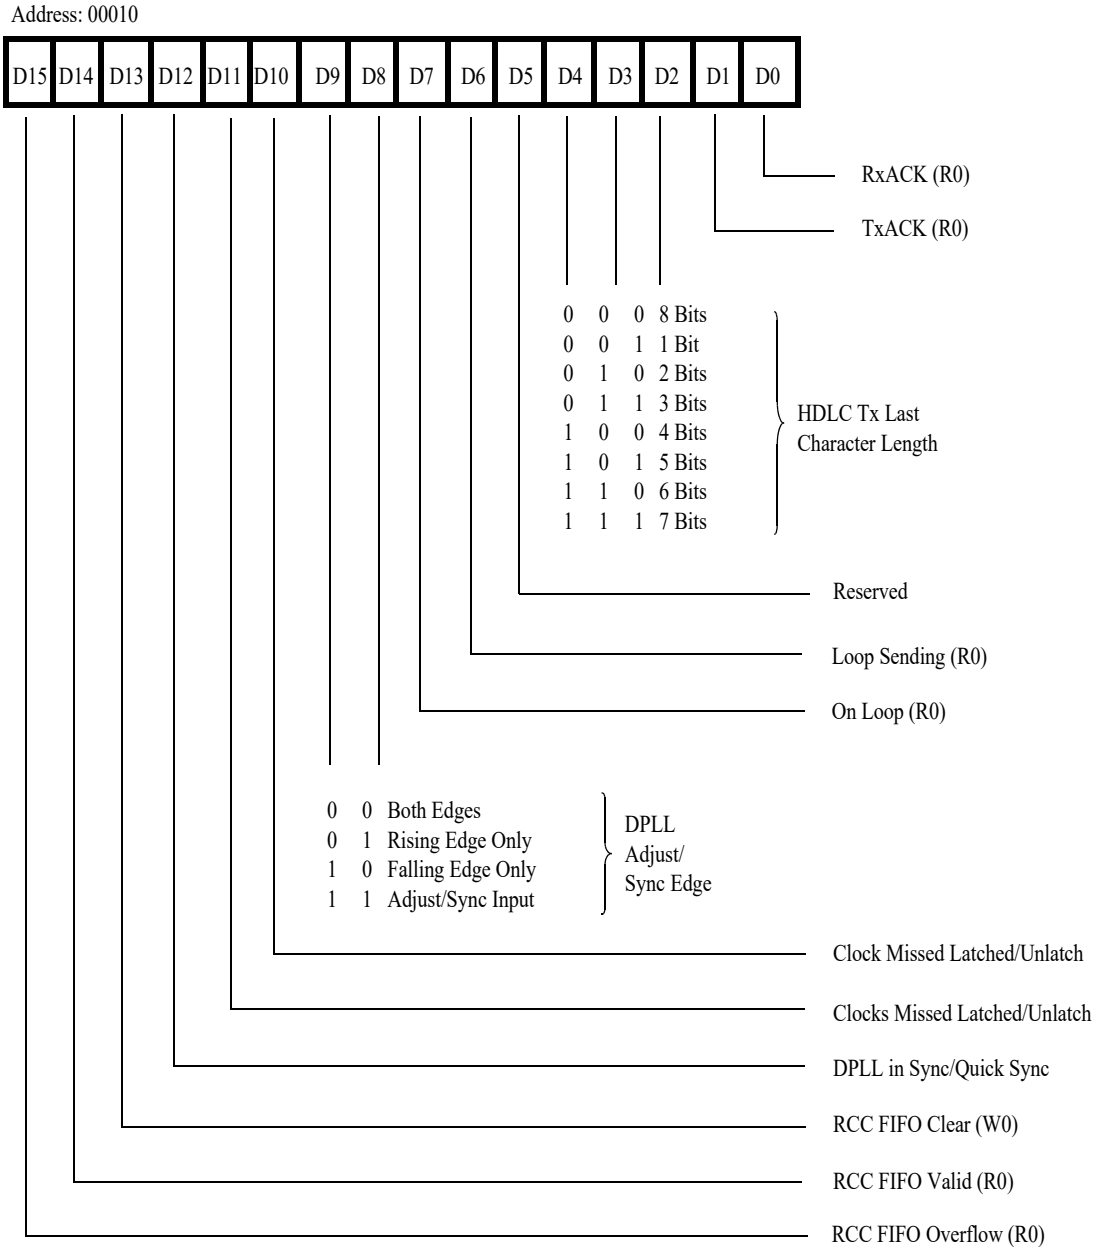 Address: 00010
D15 D14 D13 D12 D11 D10 D9 D8 D7 D6 D5 D4 D3 D2 D1 D0
RxACK (R0)
TxACK (R0)
0 0 0 8 Bits
0 0 1 1 Bit
0 1 0 2 Bits
0 1 1 3 Bits
1 0 0 4 Bits
1 0 1 5 Bits
1 1 0 6 Bits
1 1 1 7 Bits
HDLC Tx Last
Character Length
Reserved
Loop Sending (R0)
On Loop (R0)
0 0 Both Edges
0 1 Rising Edge Only
1 0 Falling Edge Only
1 1 Adjust/Sync Input
DPLL
Adjust/
Sync Edge
Clock Missed Latched/Unlatch
Clocks Missed Latched/Unlatch
DPLL in Sync/Quick Sync
RCC FIFO Clear (W0)
RCC FIFO Valid (R0)
RCC FIFO Overflow (R0)